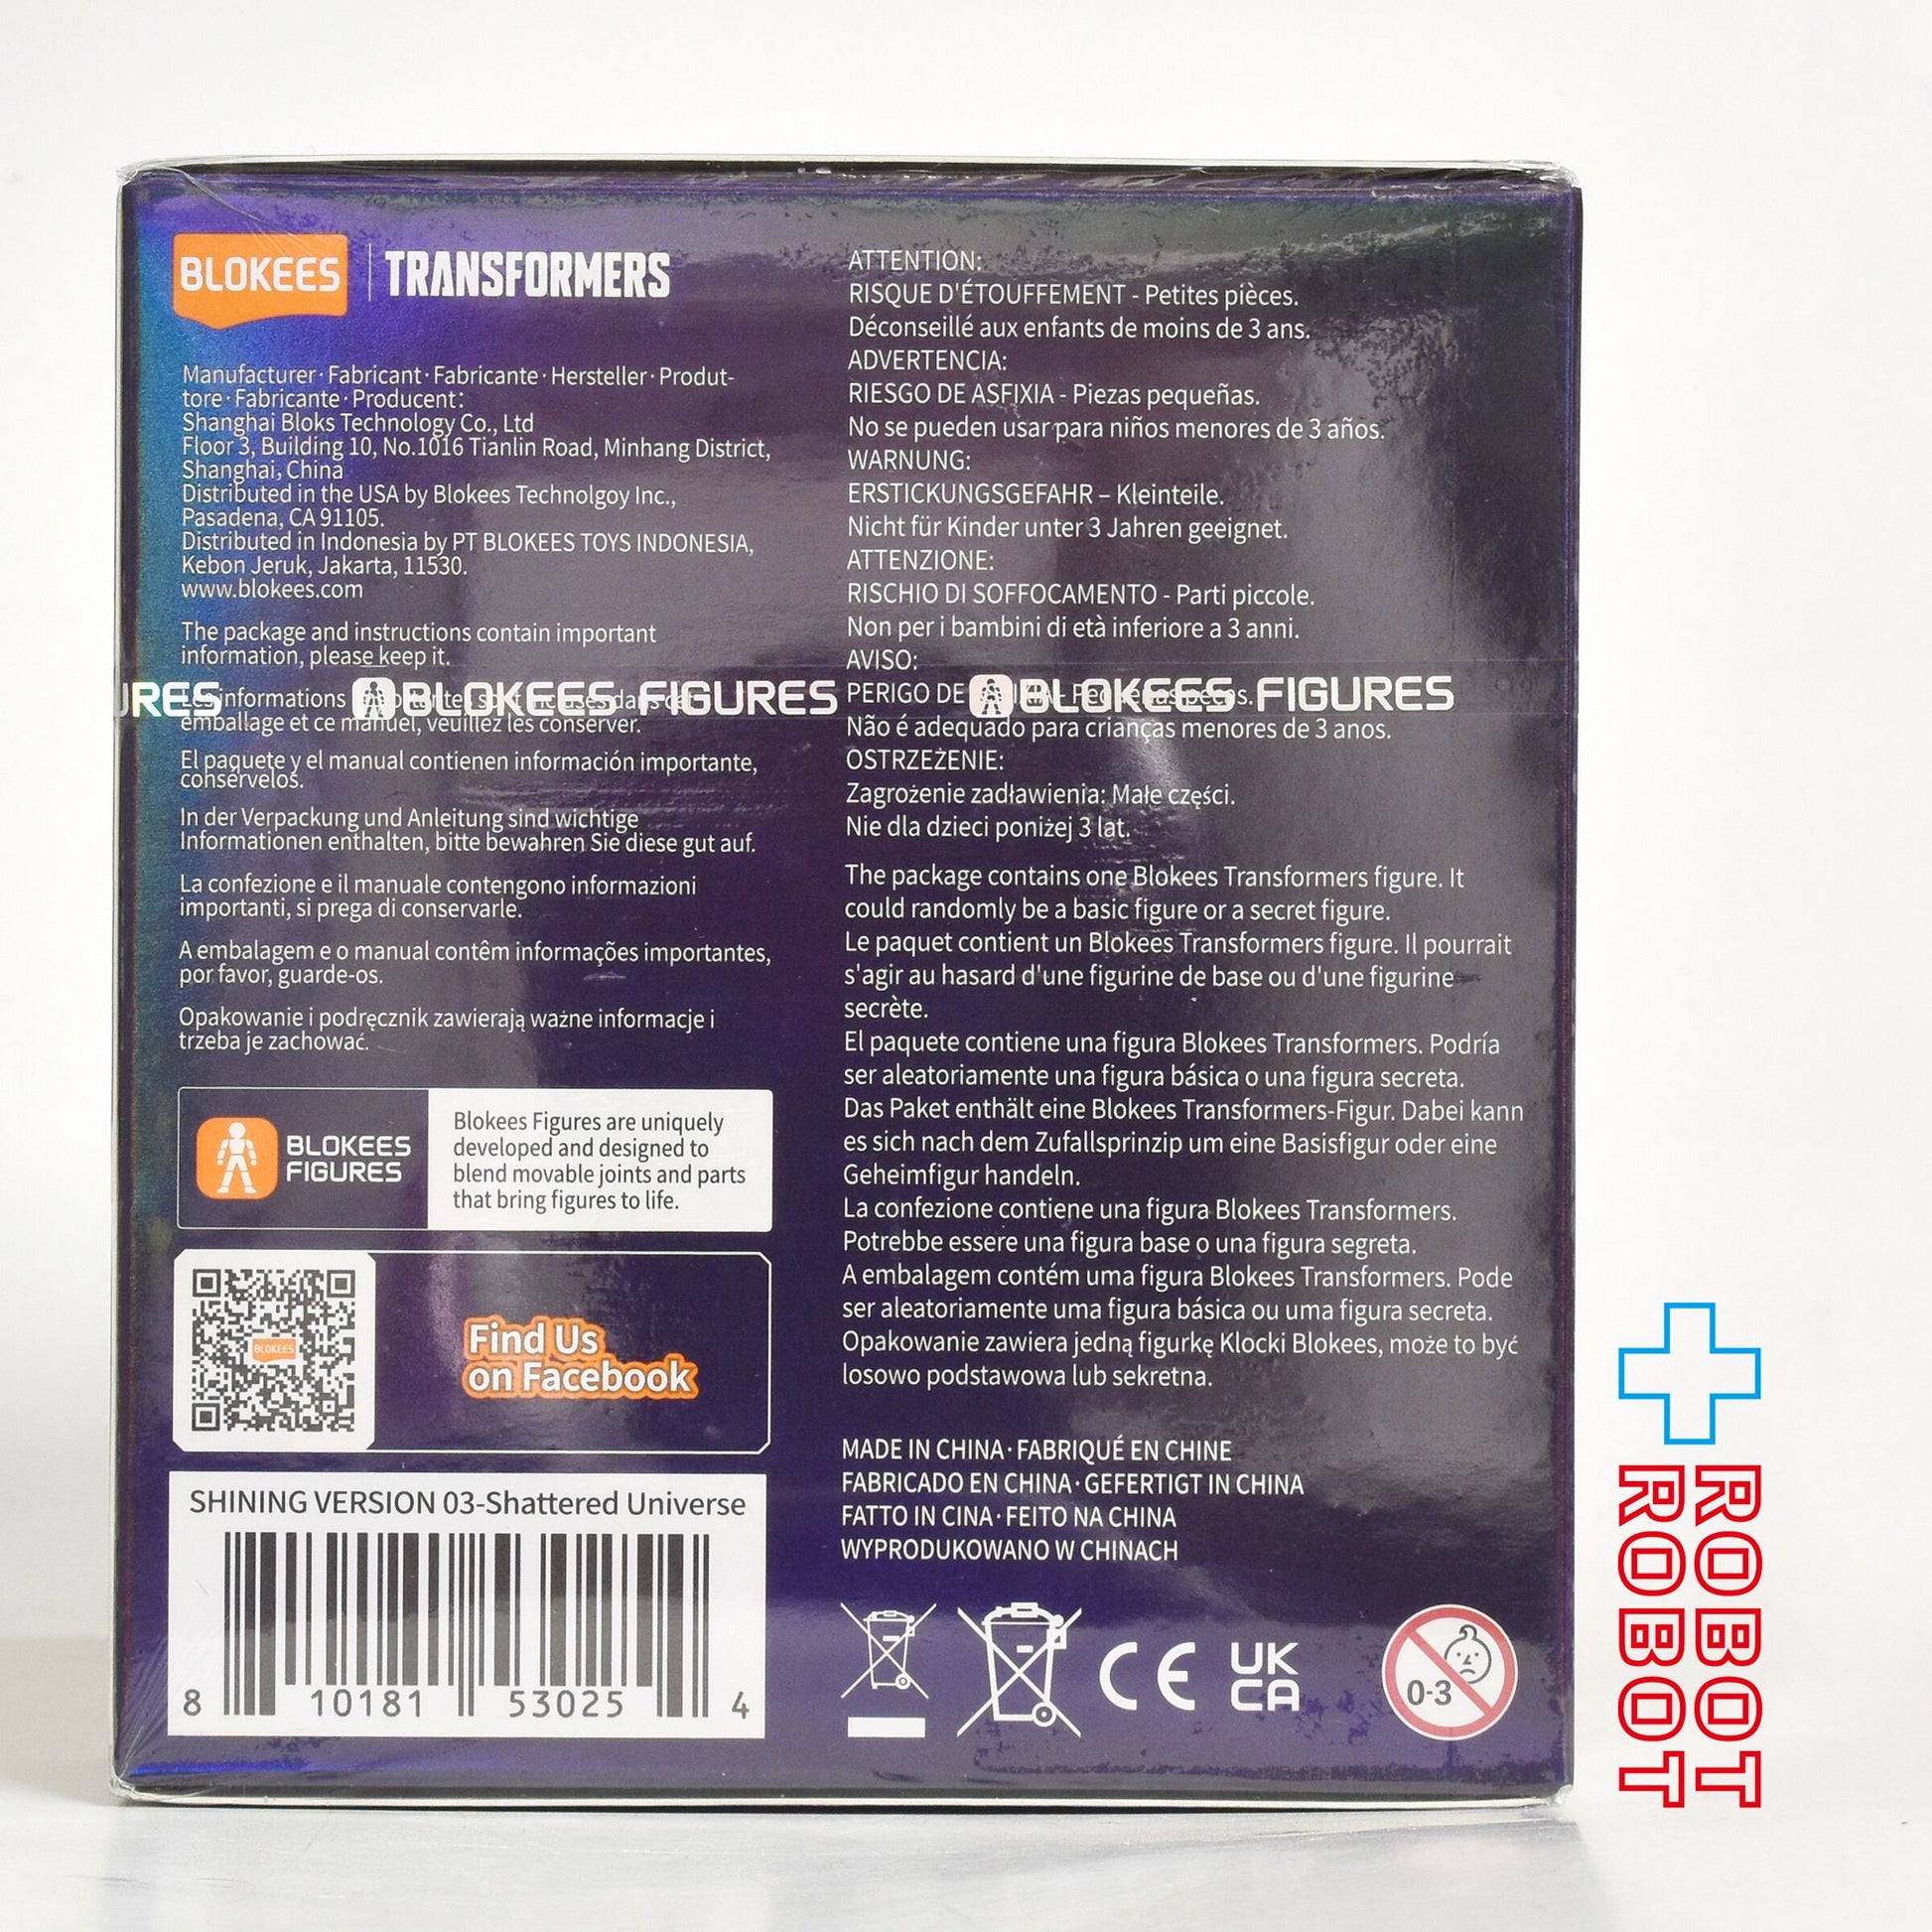 BLOKEES
TRANSFORMERS
Manufacturer·Fabricant·Fabricante·Hersteller·Produt-
tore·Fabricante·Producent:
Shanghai Bloks Technology Co., Ltd
Floor 3, Building 10, No.1016 Tianlin Road, Minhang District,
Shanghai, China
Distributed in the USA by Blokees Technolgoy Inc.,
Pasadena, CA 91105.
Distributed in Indonesia by PT BLOKEES TOYS INDONESIA,
Kebon Jeruk, Jakarta, 11530.
www.blokees.com
The package and instructions contain important
information, please keep it.
informations
emballage et ce manuel, veuillez les conserver.
El paquete y el manual contienen información importante,
consérvelos.
In der Verpackung und Anleitung sind wichtige
Informationen enthalten, bitte bewahren Sie diese gut auf.
La confezione e il manuale contengono informazioni
importanti, si prega di conservarle.
A embalagem e o manual contêm informações importantes,
por favor, guarde-os.
Opakowanie i podręcznik zawierają ważne informacje i
trzeba je zachować.
BLOKEES
FIGURES
Blokees Figures are uniquely
developed and designed to
blend movable joints and parts
that bring figures to life.
BLOKEES
Find Us
on Facebook
SHINING VERSION 03-Shattered Universe
8 10181 53025 4
ATTENTION:
RISQUE D'ÉTOUFFEMENT - Petites pièces.
Déconseillé aux enfants de moins de 3 ans.
ADVERTENCIA:
RIESGO DE ASFIXIA - Piezas pequeñas.
No se pueden usar para niños menores de 3 años.
WARNUNG:
ERSTICKUNGSGEFAHR – Kleinteile.
Nicht für Kinder unter 3 Jahren geeignet.
ATTENZIONE:
RISCHIO DI SOFFOCAMENTO - Parti piccole.
Non per i bambini di età inferiore a 3 anni.
AVISO:
PERIGO DE
URES BLOKEES FIGURES BLOKEES FIGURES
Não é adequado para crianças menores de 3 anos.
OSTRZEŻENIE:
Zagrożenie zadławienia: Małe części.
Nie dla dzieci poniżej 3 lat.
The package contains one Blokees Transformers figure. It
could randomly be a basic figure or a secret figure.
Le paquet contient un Blokees Transformers figure. Il pourrait
s'agir au hasard d'une figurine de base ou d'une figurine
secrète.
El paquete contiene una figura Blokees Transformers. Podría
ser aleatoriamente una figura básica o una figura secreta.
Das Paket enthält eine Blokees Transformers-Figur. Dabei kann
es sich nach dem Zufallsprinzip um eine Basisfigur oder eine
Geheimfigur handeln.
La confezione contiene una figura Blokees Transformers.
Potrebbe essere una figura base o una figura segreta.
A embalagem contém uma figura Blokees Transformers. Pode
ser aleatoriamente uma figura básica ou uma figura secreta.
Opakowanie zawiera jedną figurkę Klocki Blokees, może to być
losowo podstawowa lub sekretna.
MADE IN CHINA·FABRIQUÉ EN CHINE
FABRICADO EN CHINA·GEFERTIGT IN CHINA
FATTO IN CINA·FEITO NA CHINA
WYPRODUKOWANO W CHINACH
CE
UK
CA
0-3
ROBOT
ROBOT